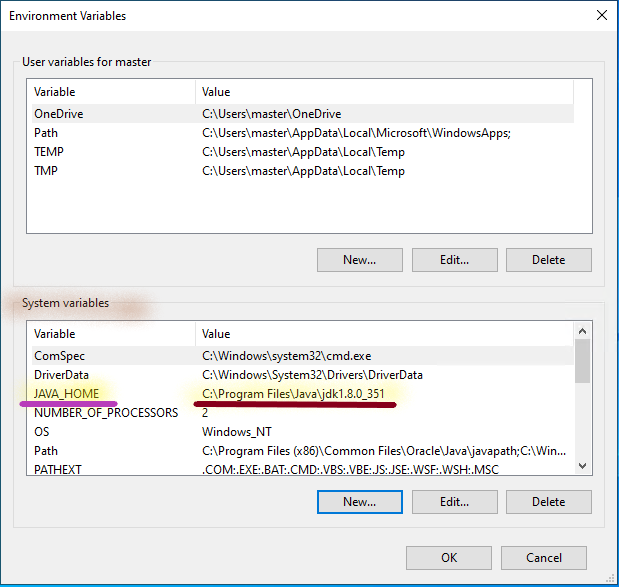 Environment Variables
User variables for master
Variable Value
OneDrive C:\Users\master\OneDrive
Path C:\Users\master\AppData\Local\Microsoft\WindowsApps;
TEMP C:\Users\master\AppData\Local\Temp
TMP C:\Users\master\AppData\Local\Temp
New... Edit... Delete
System variables
Variable Value
ComSpec C:\Windows\system32\cmd.exe
DriverData C:\Windows\System32\Drivers\DriverData
JAVA_HOME C:\Program Files\Java\jdk1.8.0_351
NUMBER_OF_PROCESSORS 2
OS Windows_NT
Path C:\Program Files (x86)\Common Files\Oracle\Java\javapath;C:\Win...
PATHEXT .COM;.EXE;.BAT;.CMD;.VBS;.VBE;.JS;.JSE;.WSF;.WSH;.MSC
New... Edit... Delete
OK Cancel